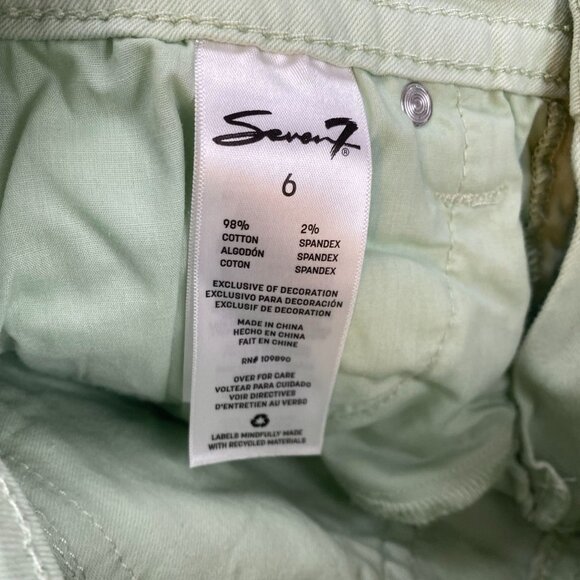 Seven7®
6
98% 2%
COTTON SPANDEX
ALGODÓN SPANDEX
COTON SPANDEX
EXCLUSIVE OF DECORATION
EXCLUSIVO PARA DECORACIÓN
EXCLUSIF DE DECORATION
MADE IN CHINA
HECHO EN CHINA
FAIT EN CHINE
RN# 109890
OVER FOR CARE
VOLTEAR PARA CUIDADO
VOIR DIRECTIVES
D'ENTRETIEN AU VERSO
LABELS MINDFULLY MADE
WITH RECYCLED MATERIALS